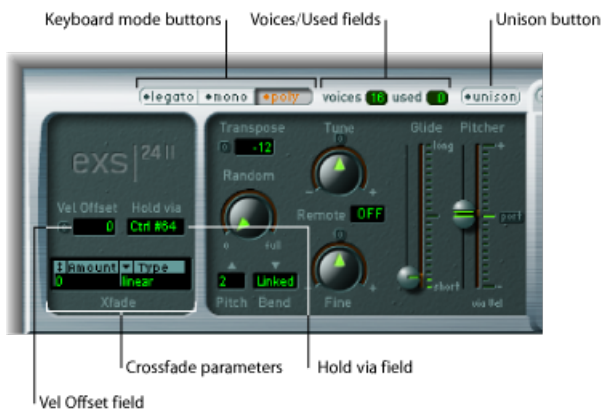 Keyboard mode buttons Voices/Used fields Unison button
legato mono poly voices 16 used 0 unison
exs 24 II
Transpose Tune Glide Pitcher
-12 long +
Random
Vel Offset Hold via
0 Ctrl #64
Remote OFF
- +
port
0 full
Amount Type
0 linear
Xfade
2 Linked
Pitch Bend Fine
- +
short -
via Vel
Crossfade parameters Hold via field
Vel Offset field